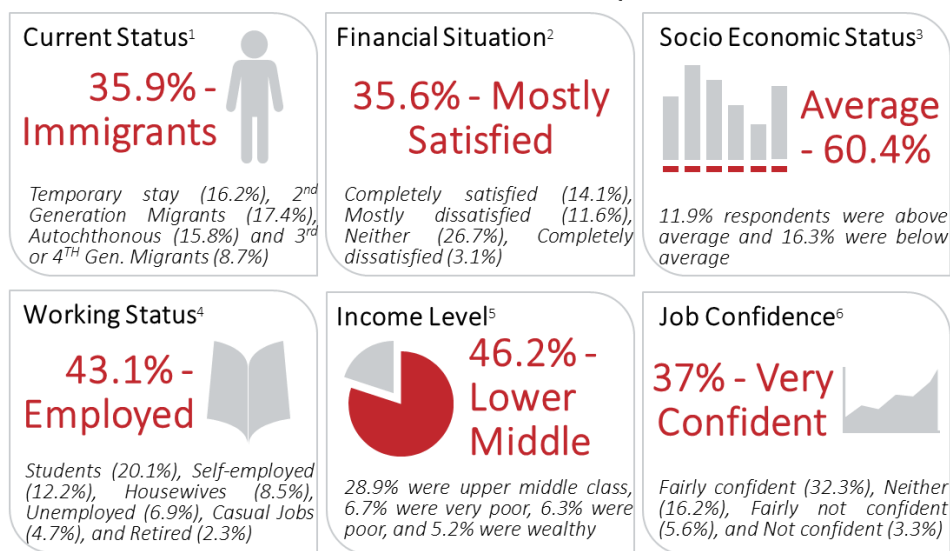 Current Status¹
35.9% -
Immigrants
Temporary stay (16.2%), 2nd
Generation Migrants (17.4%),
Autochthonous (15.8%) and 3rd
or 4TH Gen. Migrants (8.7%)
Financial Situation²
35.6% - Mostly
Satisfied
Completely satisfied (14.1%),
Mostly dissatisfied (11.6%),
Neither (26.7%), Completely
dissatisfied (3.1%)
Socio Economic Status³
Average
- 60.4%
11.9% respondents were above
average and 16.3% were below
average
Working Status⁴
43.1% -
Employed
Students (20.1%), Self-employed
(12.2%), Housewives (8.5%),
Unemployed (6.9%), Casual Jobs
(4.7%), and Retired (2.3%)
Income Level⁵
46.2% -
Lower
Middle
28.9% were upper middle class,
6.7% were very poor, 6.3% were
poor, and 5.2% were wealthy
Job Confidence⁶
37% - Very
Confident
Fairly confident (32.3%), Neither
(16.2%), Fairly not confident
(5.6%), and Not confident (3.3%)